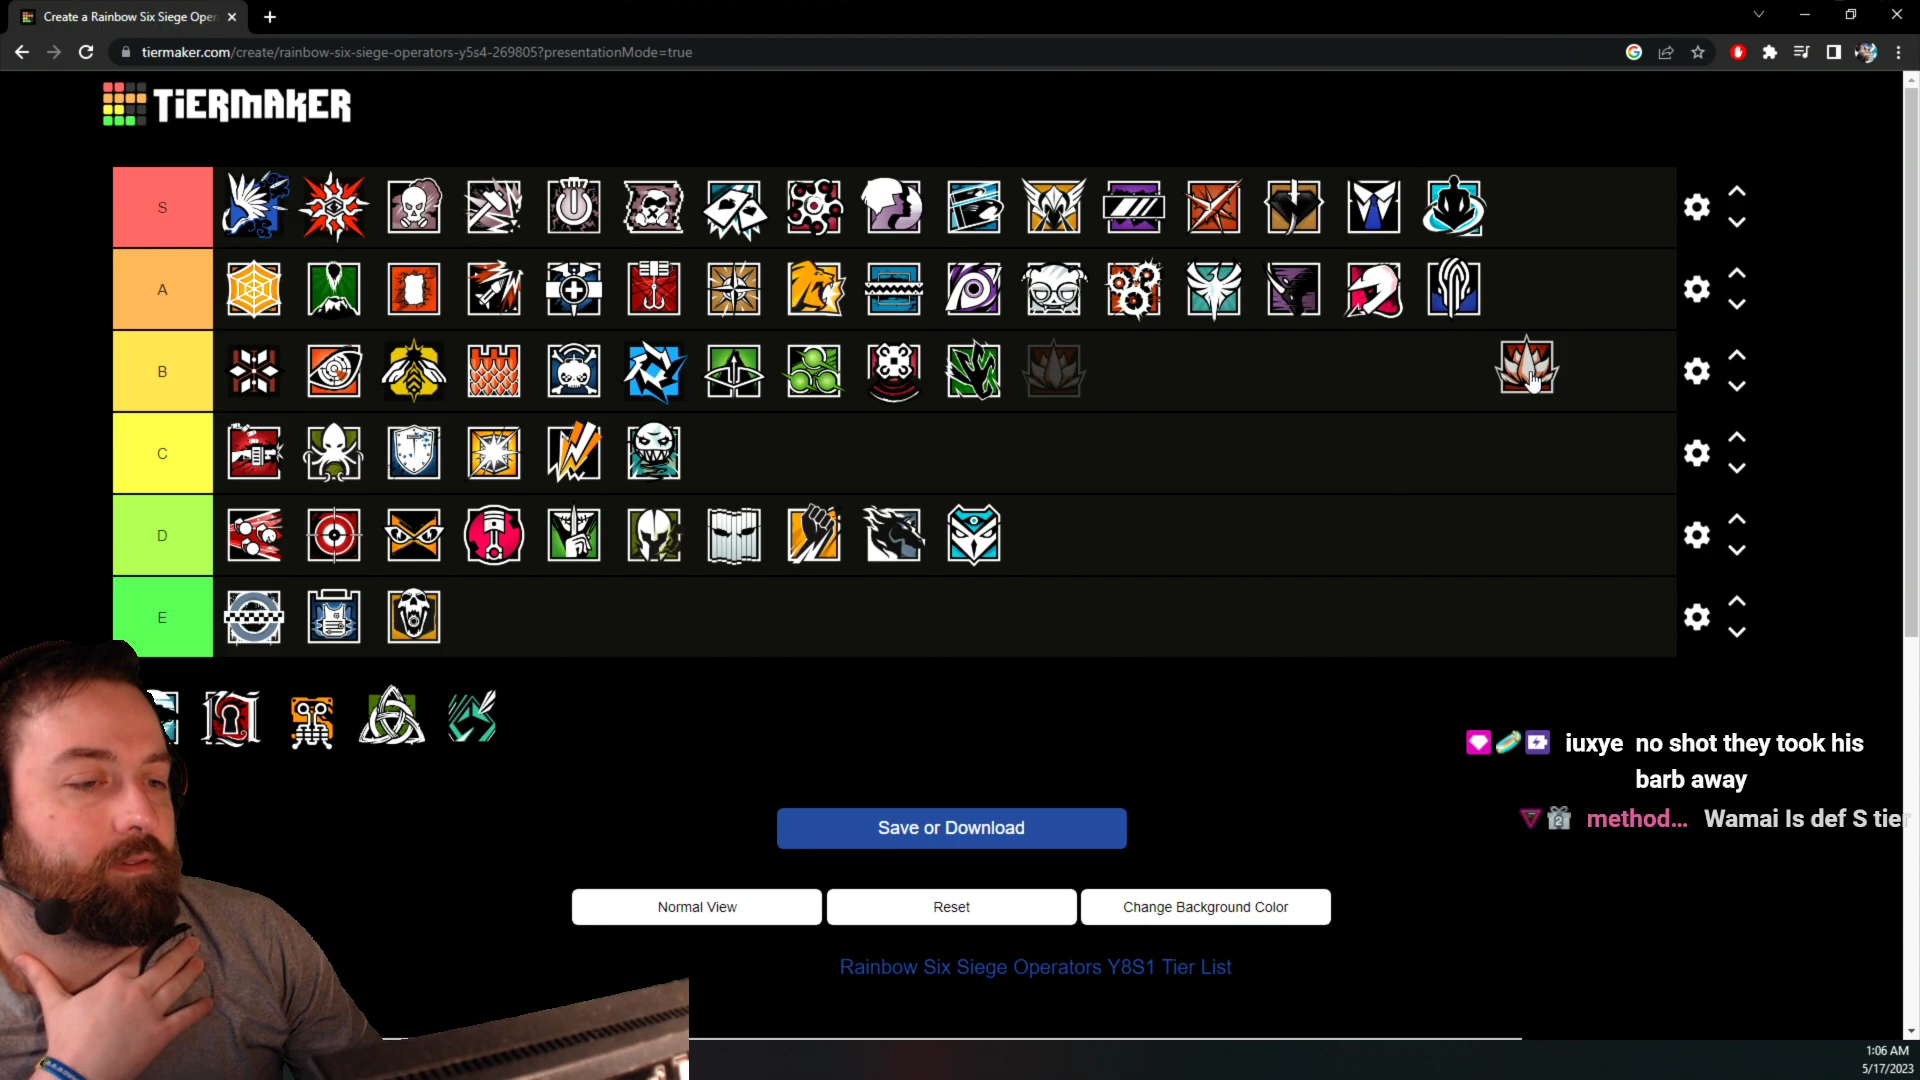 Create a Rainbow Six Siege Oper
tiermaker.com/create/rainbow-six-siege-operators-y5s4-269805?presentationMode=true
TiERMAKER
S
A
B
C
D
E
iuxye no shot they took his
barb away
method... Wamai Is def S tier
Save or Download
Normal View
Reset
Change Background Color
Rainbow Six Siege Operators Y8S1 Tier List
1:06 AM
5/17/2023